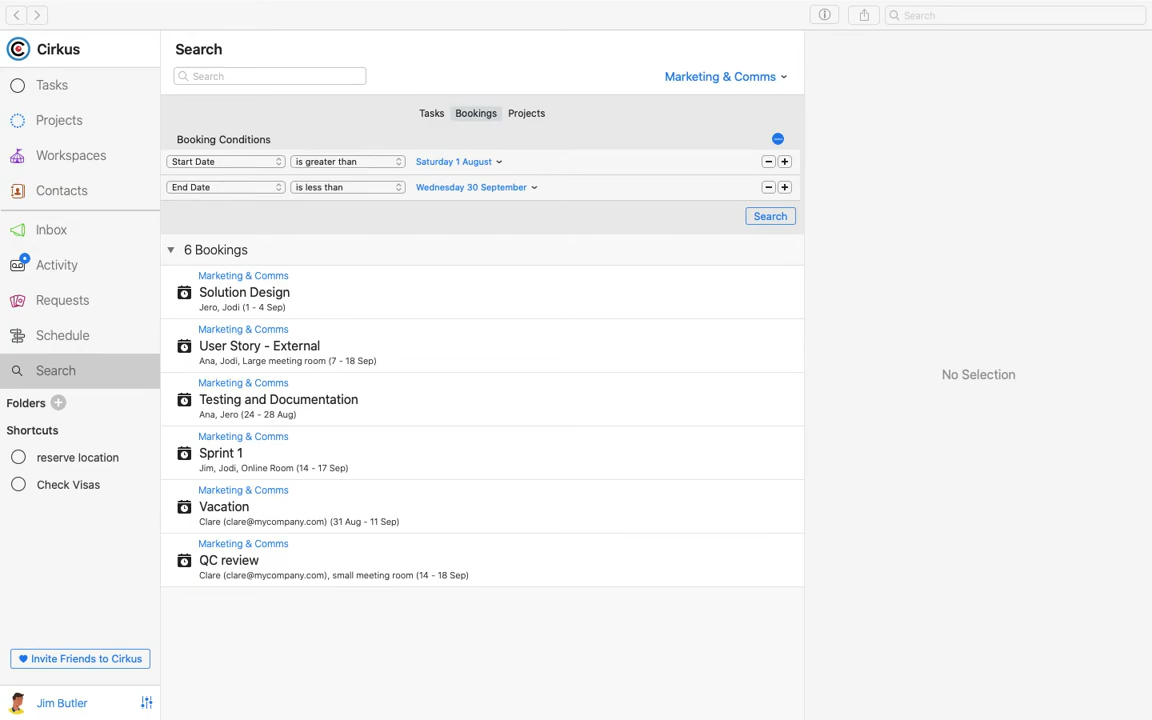 Search
Cirkus
Tasks
Projects
Workspaces
Contacts
Inbox
Activity
Requests
Schedule
Search
Folders
Shortcuts
reserve location
Check Visas
Invite Friends to Cirkus
Jim Butler
Search
Search
Marketing & Comms
Tasks Bookings Projects
Booking Conditions
Start Date is greater than Saturday 1 August
End Date is less than Wednesday 30 September
Search
6 Bookings
Marketing & Comms
Solution Design
Jero, Jodi (1 - 4 Sep)
Marketing & Comms
User Story - External
Ana, Jodi, Large meeting room (7 - 18 Sep)
Marketing & Comms
Testing and Documentation
Ana, Jero (24 - 28 Aug)
Marketing & Comms
Sprint 1
Jim, Jodi, Online Room (14 - 17 Sep)
Marketing & Comms
Vacation
Clare (clare@mycompany.com) (31 Aug - 11 Sep)
Marketing & Comms
QC review
Clare (clare@mycompany.com), small meeting room (14 - 18 Sep)
No Selection